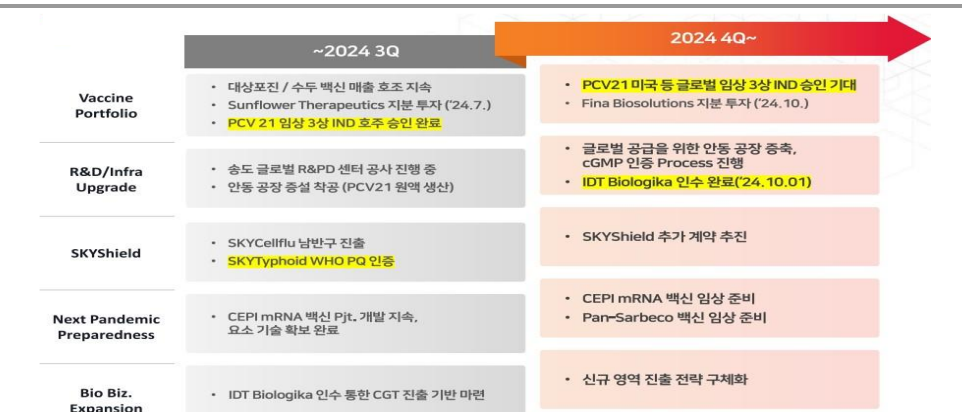 ~2024 3Q
2024 4Q~
Vaccine
Portfolio
• 대상포진 / 수두 백신 매출 호조 지속
• Sunflower Therapeutics 지분 투자 ('24.7.)
• PCV 21 임상 3상 IND 호주 승인 완료
• PCV21 미국 등 글로벌 임상 3상 IND 승인 기대
• Fina Biosolutions 지분 투자 ('24.10.)
R&D/Infra
Upgrade
• 송도 글로벌 R&PD 센터 공사 진행 중
• 안동 공장 증설 착공 (PCV21 원액 생산)
• 글로벌 공급을 위한 안동 공장 증축,
cGMP 인증 Process 진행
• IDT Biologika 인수 완료('24.10.01)
SKYShield
• SKYCellflu 남반구 진출
• SKYTyphoid WHO PQ 인증
• SKYShield 추가 계약 추진
Next Pandemic
Preparedness
• CEPI mRNA 백신 Pjt. 개발 지속,
요소 기술 확보 완료
• CEPI mRNA 백신 임상 준비
• Pan-Sarbeco 백신 임상 준비
Bio Biz.
Expansion
• IDT Biologika 인수 통한 CGT 진출 기반 마련
• 신규 영역 진출 전략 구체화